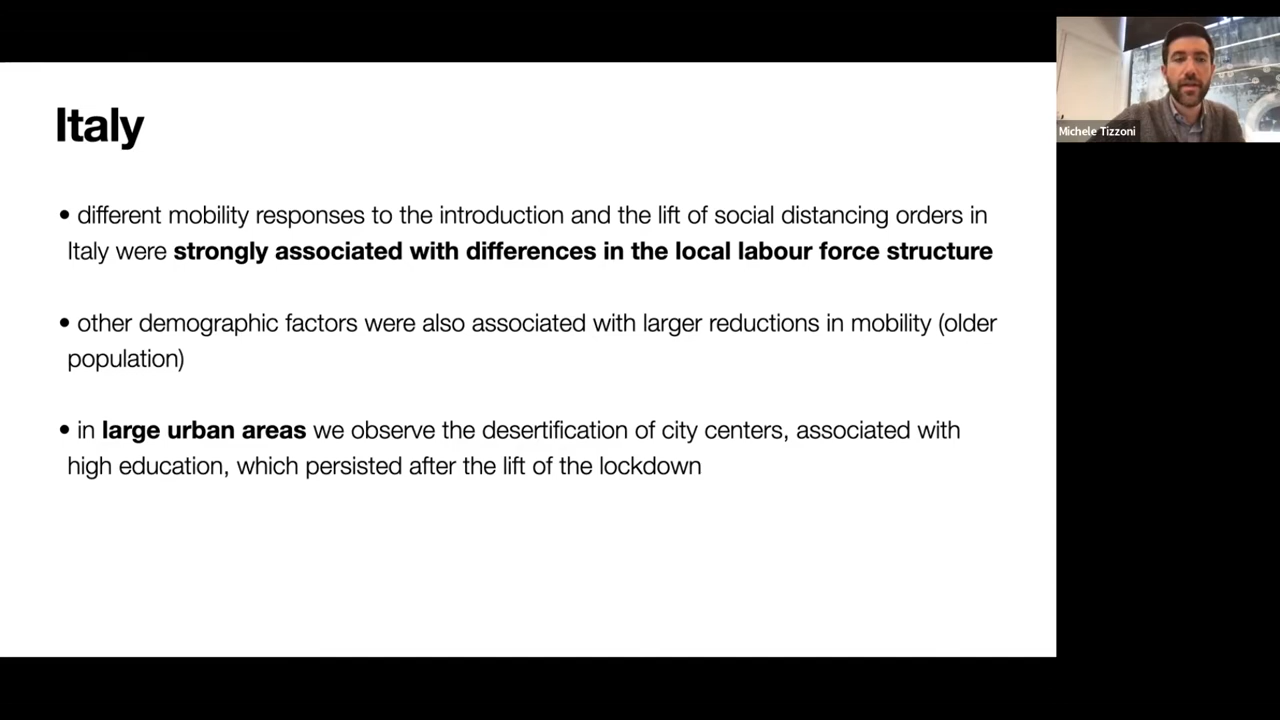 Italy
• different mobility responses to the introduction and the lift of social distancing orders in
Italy were strongly associated with differences in the local labour force structure
• other demographic factors were also associated with larger reductions in mobility (older
population)
• in large urban areas we observe the desertification of city centers, associated with
high education, which persisted after the lift of the lockdown
Michele Tizzoni